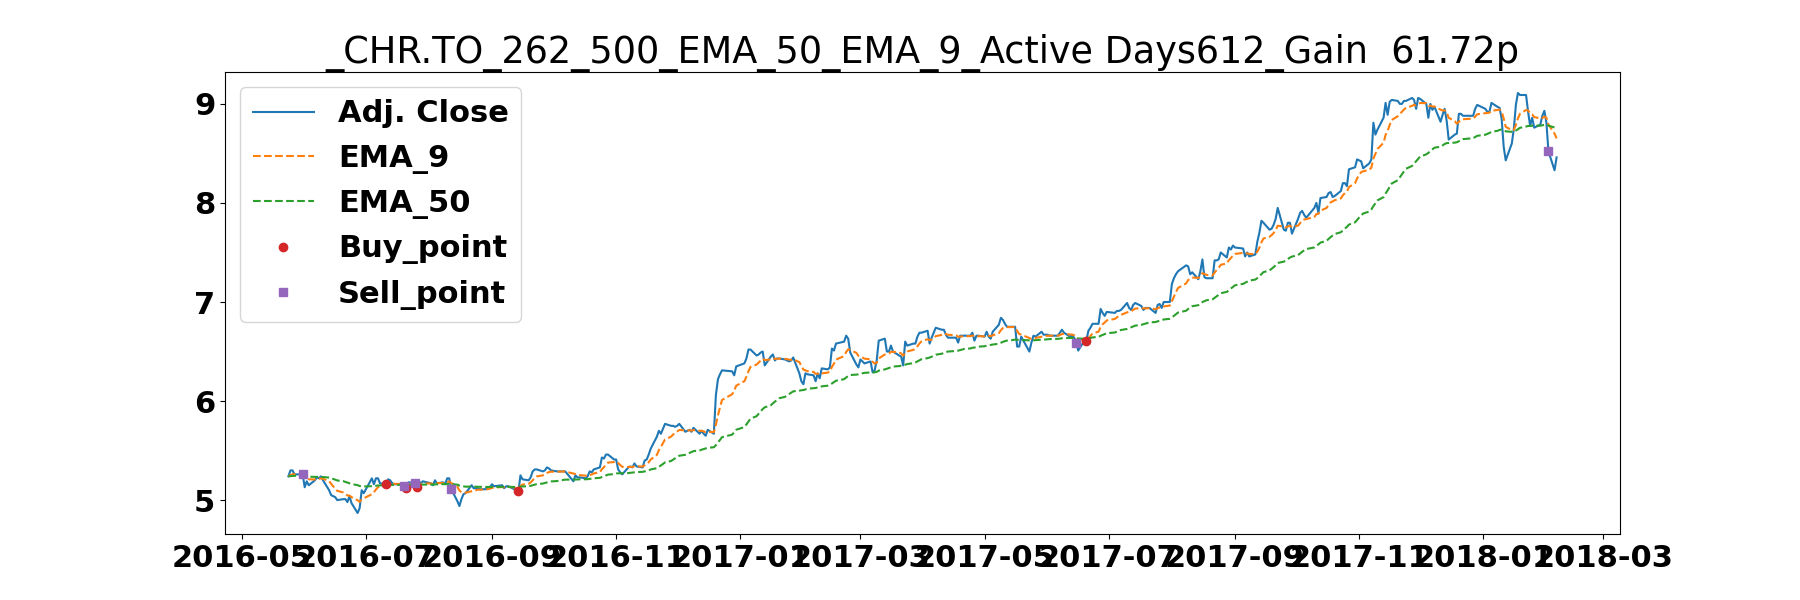 _CHR.TO_262_500_EMA_50_EMA_9_Active Days612_Gain  61.72p
Adj. Close
EMA_9
EMA_50
Buy_point
Sell_point
9
8
7
6
5
2016-05 2016-07 2016-09 2016-11 2017-01 2017-03 2017-05 2017-07 2017-09 2017-11 2018-01 2018-03